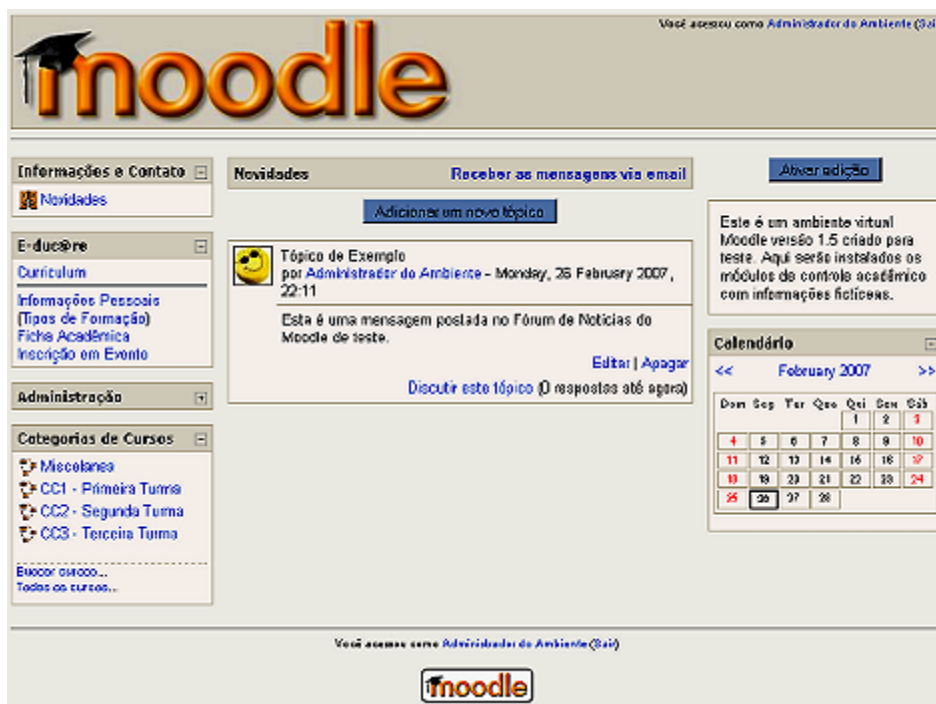 Você acessou como Administrador do Ambiente (Sair
moodle
Informações e Contato
Novidades
E-duc@re
Curriculum
Informações Pessoais
(Tipos de Formação)
Ficha Acadêmica
Inscrição em Evento
Administração
Categorias de Cursos
Miscelanea
CC1 - Primeira Turma
CC2 - Segunda Turma
CC3 - Terceira Turma
Buscar cursos...
Todos os cursos...
Novidades Receber as mensagens via email
Adicionar um novo tópico
Tópico de Exemplo
por Administrador do Ambiente - Monday, 26 February 2007,
22:11
Esta é uma mensagem postada no Fórum de Notícias do
Moodle de teste.
Editar | Apagar
Discutir este tópico (0 respostas até agora)
Ativar edição
Este é um ambiente virtual
Moodle versão 1.5 criado para
teste. Aqui serão instalados os
módulos de controle acadêmico
com informações fictíceas.
Calendário
<< February 2007 >>
Dom Seg Ter Qua Qui Sex Sáb
1 2 3
4 5 6 7 8 9 10
11 12 13 14 15 16 17
18 19 20 21 22 23 24
25 26 27 28
Você acessou como Administrador do Ambiente (Sair)
moodle